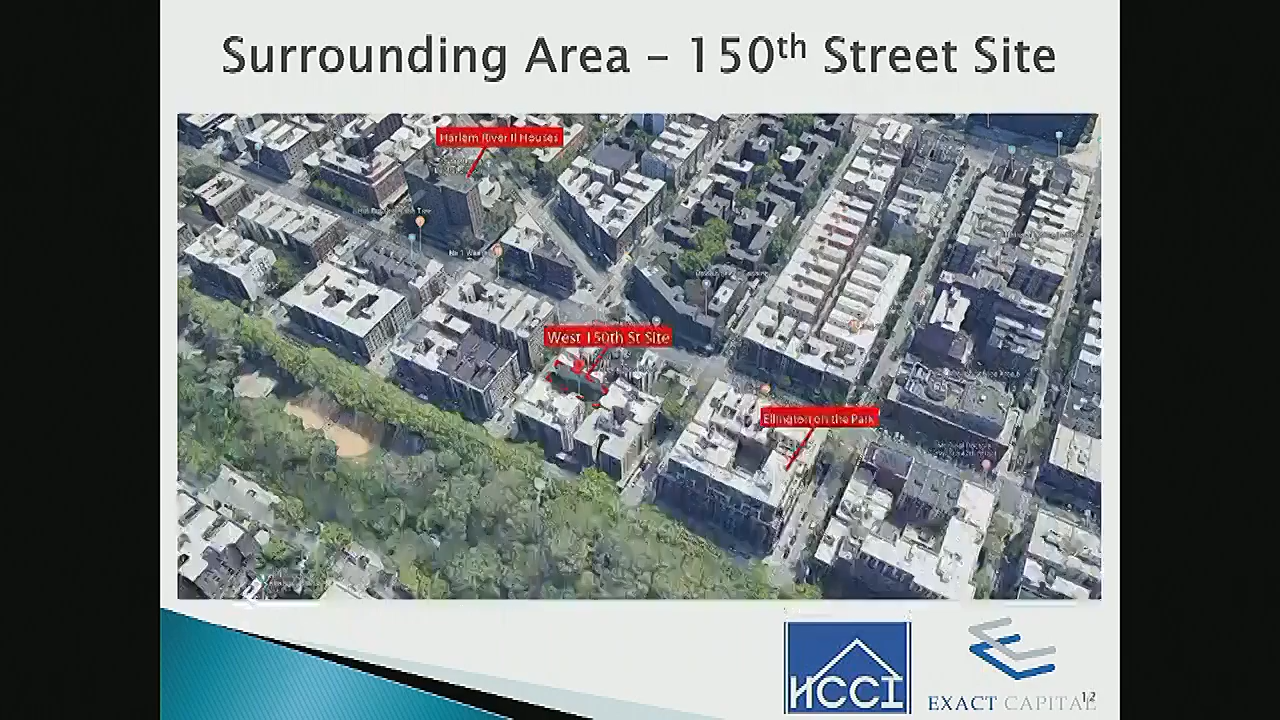 Surrounding Area – 150th Street Site
Harlem River II Houses
West 150th St Site
Ellington on the Park
HCCI
EXACT CAPITAL
12